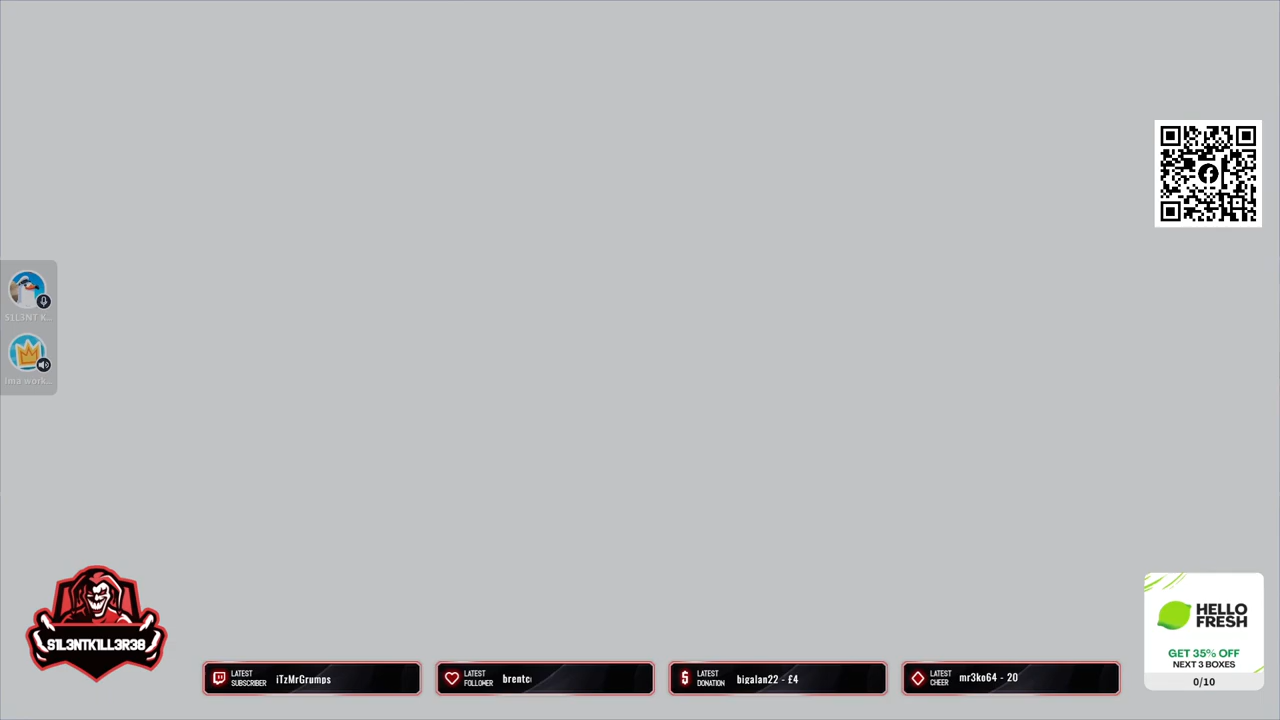 S1L3NT K...
ima work...
S1L3NTK1LL3R38
LATEST
SUBSCRIBER
iTzMrGrumps
LATEST
FOLLOWER
brentc
LATEST
DONATION
bigalan22 - £4
LATEST
CHEER
mr3ko64 - 20
HELLO
FRESH
GET 35% OFF
NEXT 3 BOXES
0/10